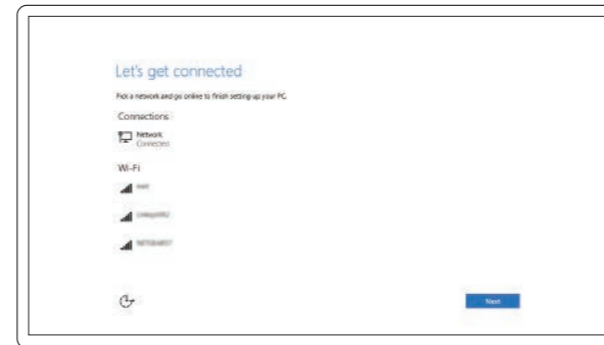 Let's get connected
Pick a network and go online to finish setting up your PC.
Connections
Network
Connected
Wi-Fi
Next